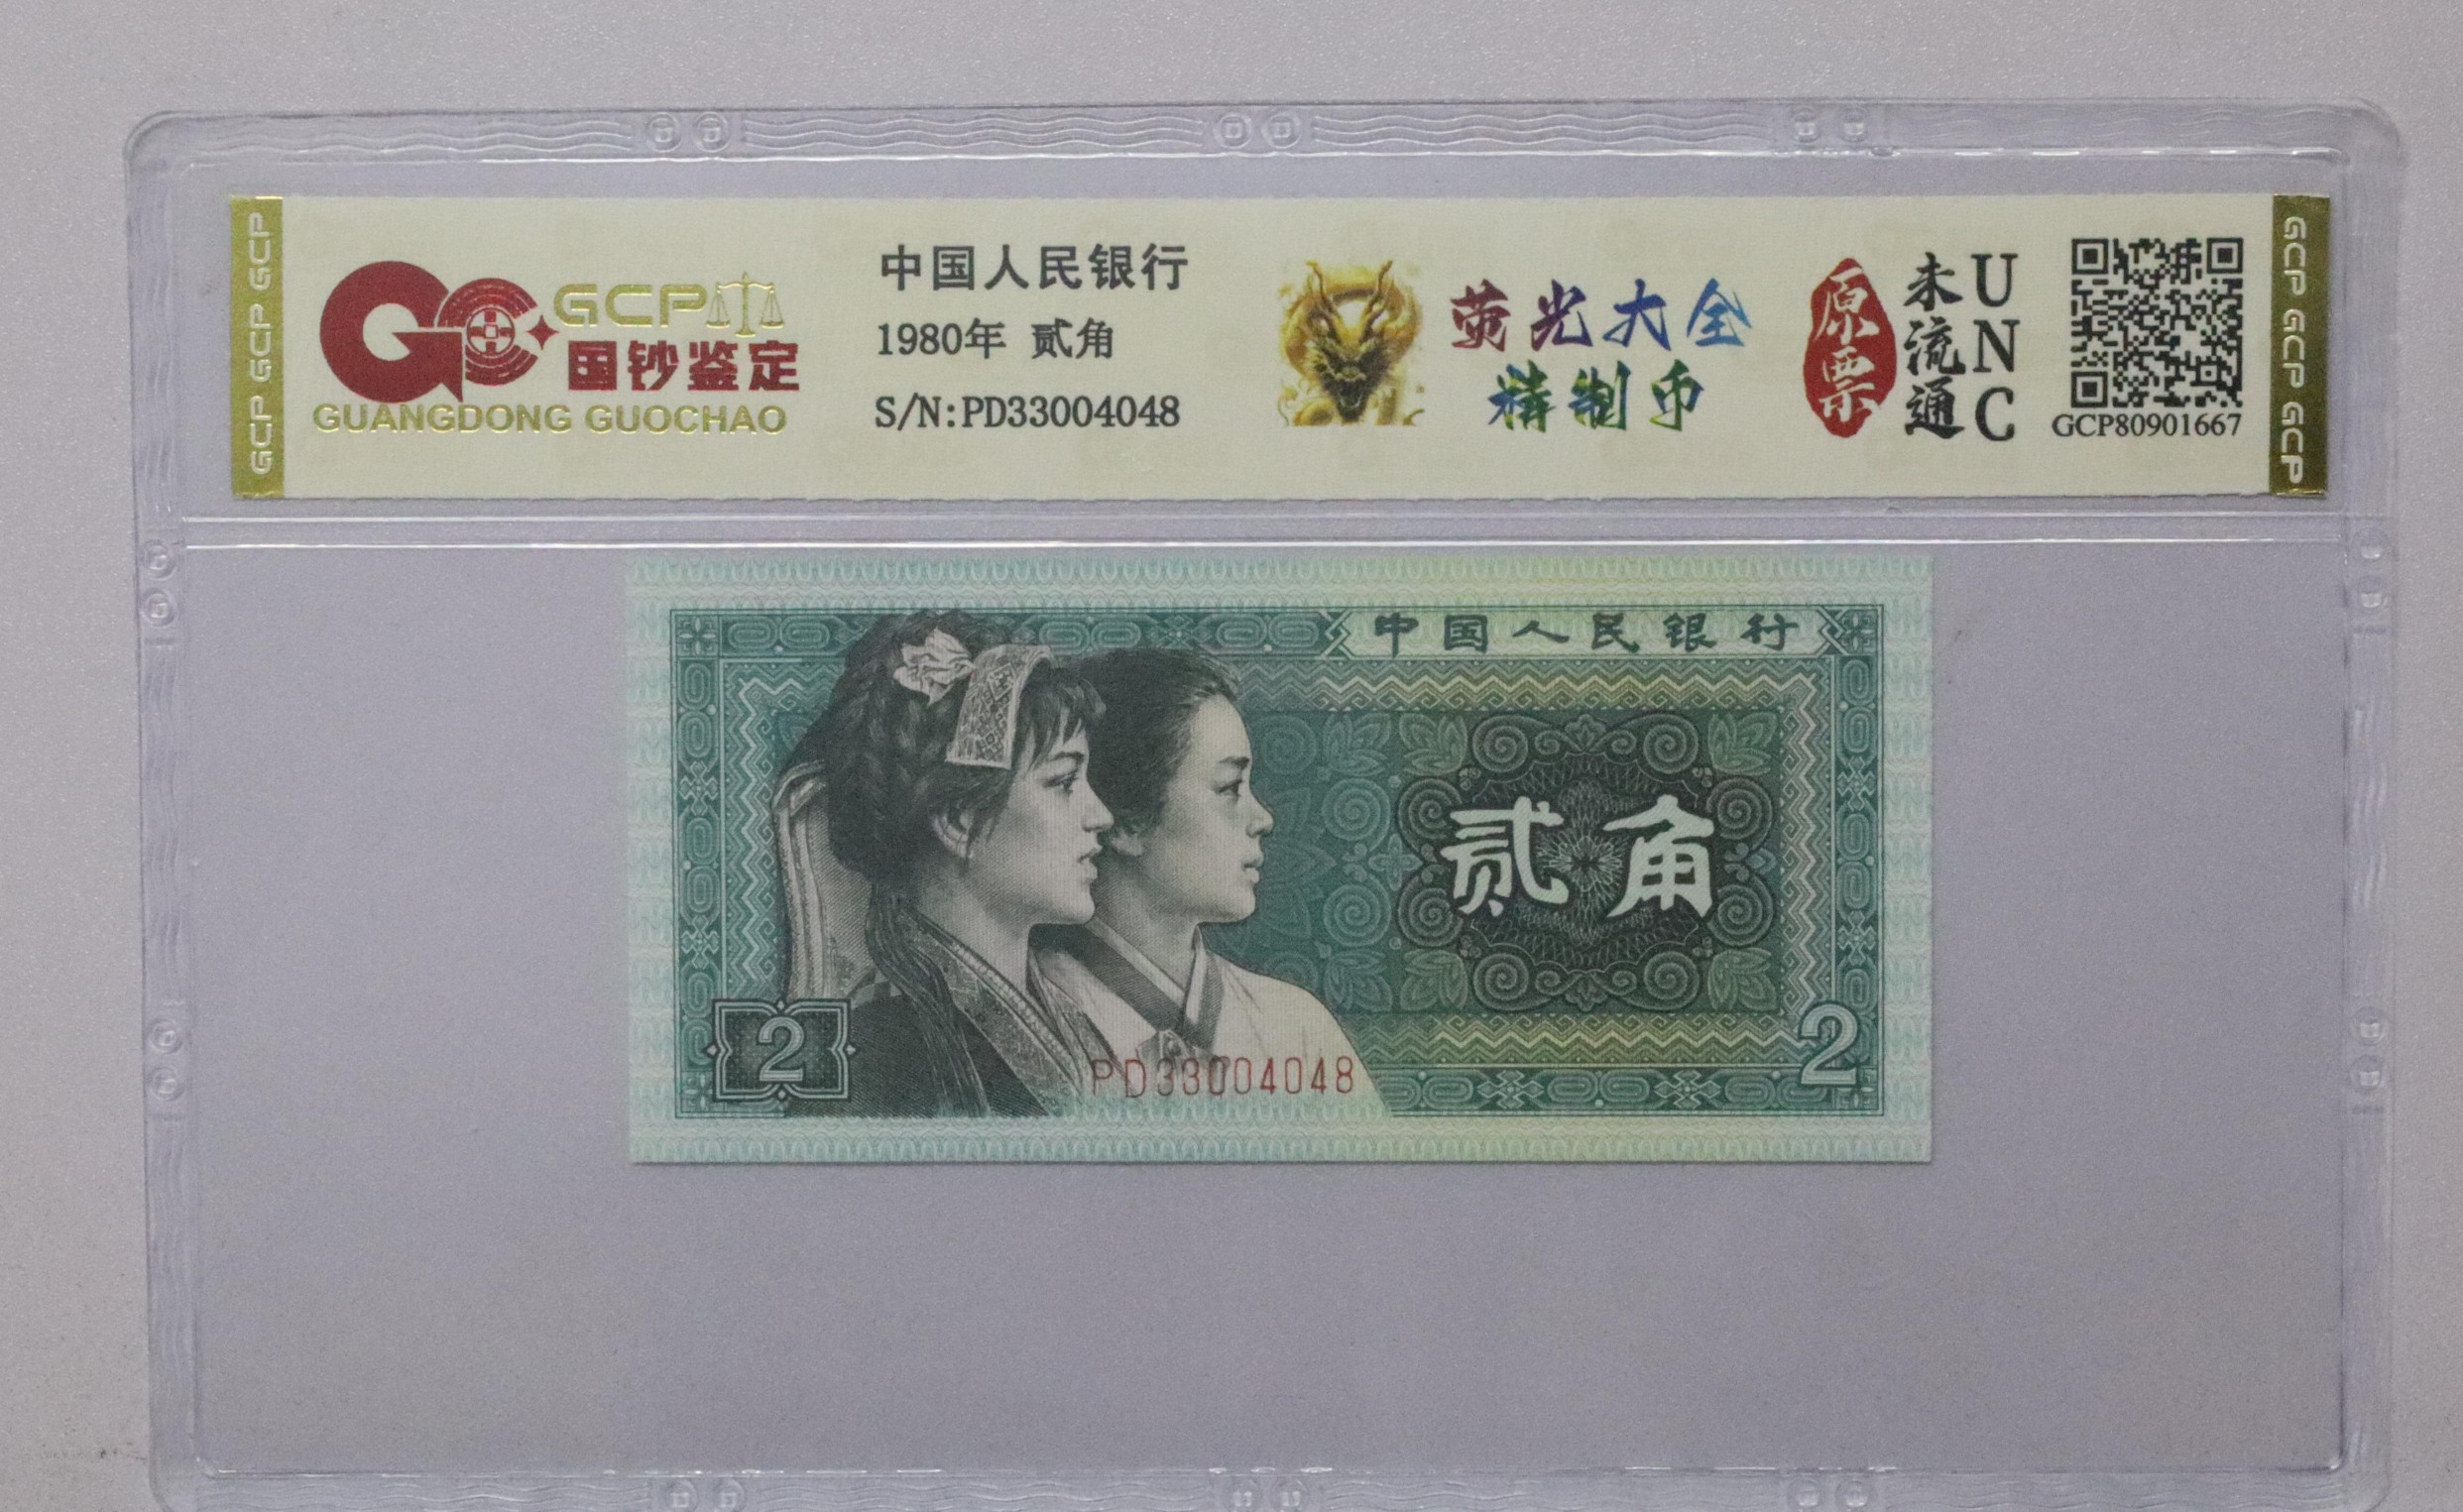 GCP GCP GCP
GCP
国钞鉴定
GUANGDONG GUOCHAO
中国人民银行
1980年 贰角
S/N:PD33004048
荧光大全
精制币
原票
未流通
UNC
GCP80901667
GCP GCP GCP
中国人民银行
贰角
2
PD33004048
2